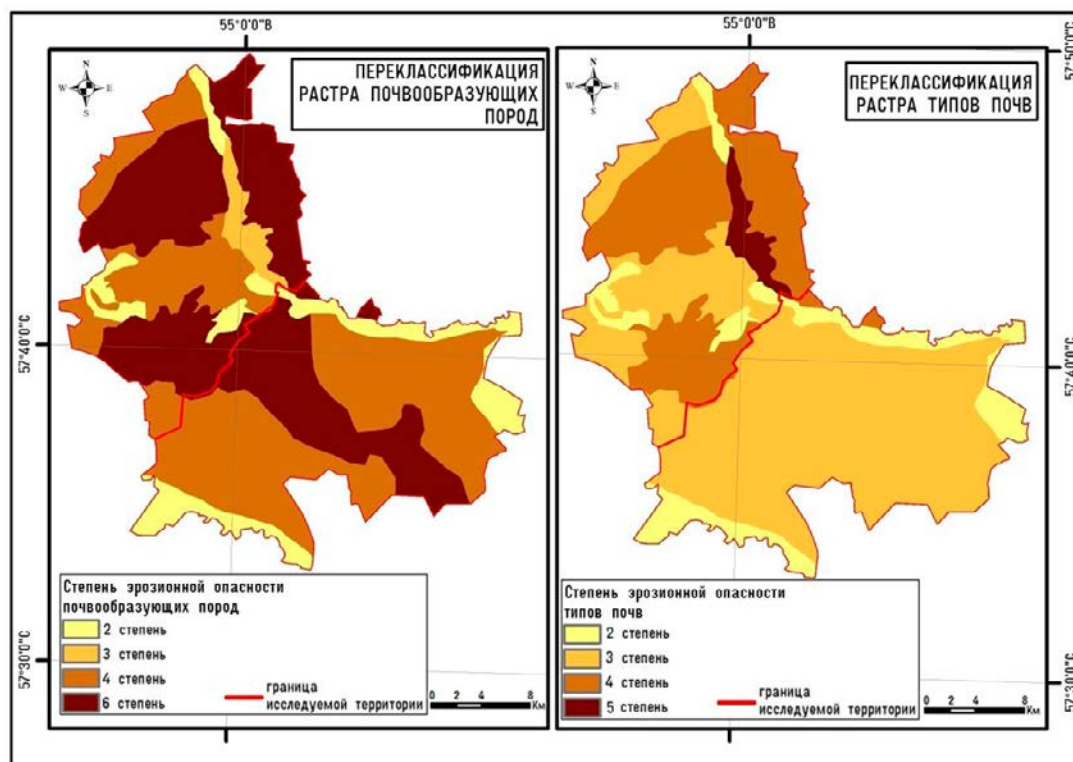 55°0'0"В
55°0'0"В
57°50'0"С
57°40'0"С
57°30'0"С
57°40'0"С
57°30'0"С
ПЕРЕКЛАССИФИКАЦИЯ
РАСТРА ПОЧВООБРАЗУЮЩИХ
ПОРОД
N
W E
S
Степень эрозионной опасности
почвообразующих пород
2 степень
3 степень
4 степень
6 степень
граница
исследуемой территории
0 2 4 8
Км
ПЕРЕКЛАССИФИКАЦИЯ
РАСТРА ТИПОВ ПОЧВ
N
W E
S
Степень эрозионной опасности
типов почв
2 степень
3 степень
4 степень
5 степень
граница
исследуемой территории
0 2 4 8
Км